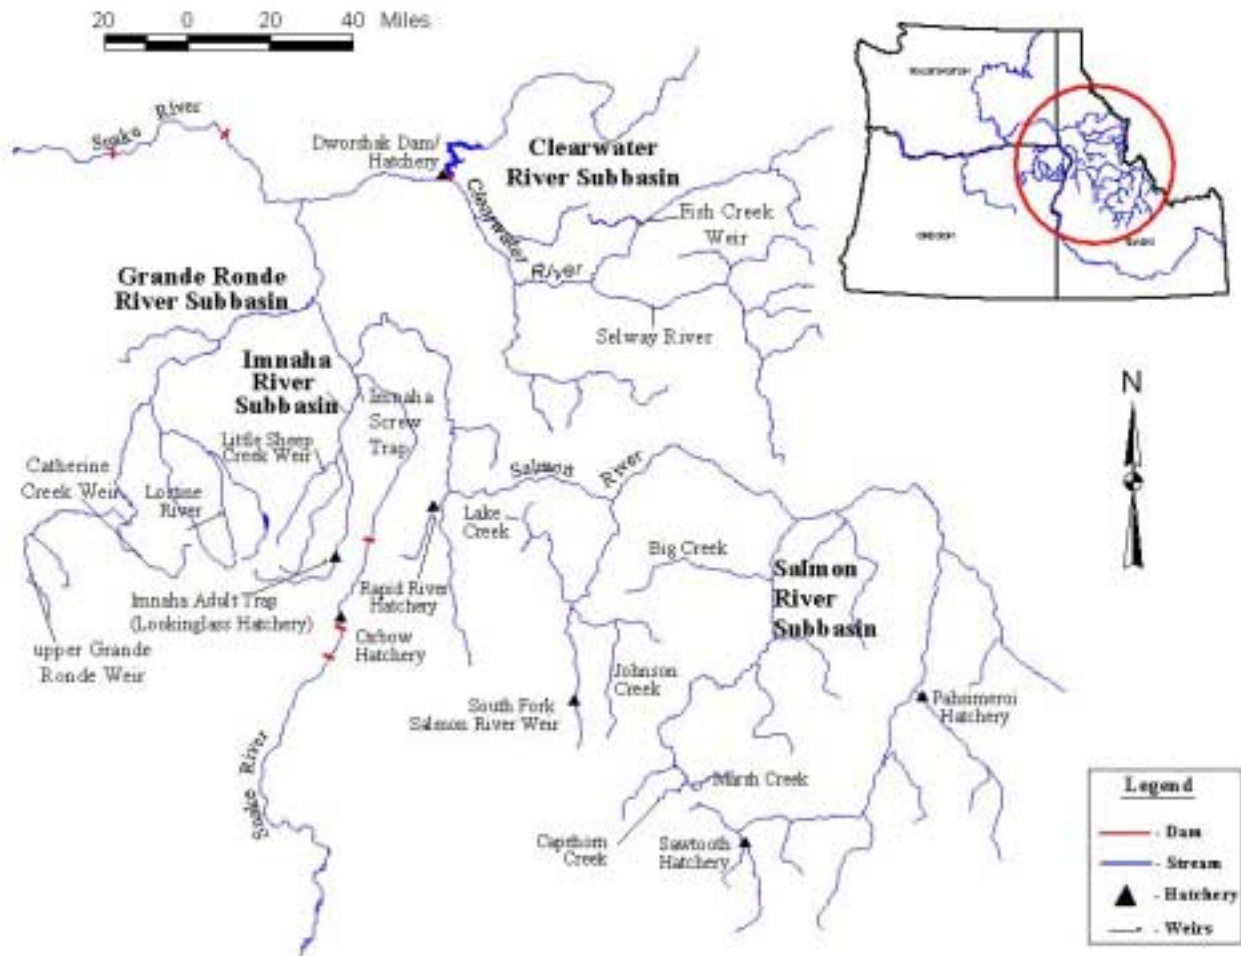 20 0 20 40 Miles
Snake River
Dworshak Dam/
Hatchery
Clearwater
River Subbasin
Clearwater
River
Fish Creek
Weir
Selway River
Grande Ronde
River Subbasin
Imnaha
River
Subbasin
Imnaha
Screw
Trap
Little Sheep
Creek Weir
Catherine
Creek Weir
Lostine
River
Salmon River
Lake
Creek
Big Creek
Salmon
River
Subbasin
Rapid River
Hatchery
Imnaha Adult Trap
(Lookinglass Hatchery)
Oxbow
Hatchery
upper Grande
Ronde Weir
Johnson
Creek
South Fork
Salmon River Weir
Pahsimeroi
Hatchery
Snake River
Marsh Creek
Capehorn
Creek
Sawtooth
Hatchery
WASHINGTON
OREGON
IDAHO
N
Legend
- Dam
- Stream
- Hatchery
- Weirs